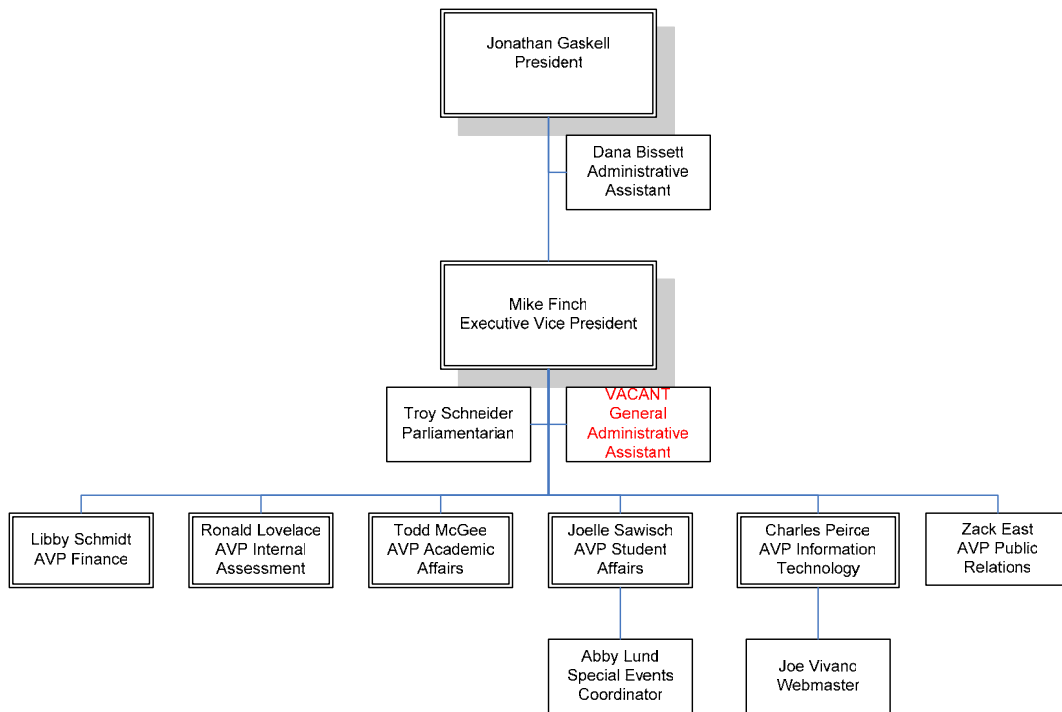 Jonathan Gaskell
President
Dana Bissett
Administrative
Assistant
Mike Finch
Executive Vice President
Troy Schneider
Parliamentarian
VACANT
General
Administrative
Assistant
Libby Schmidt
AVP Finance
Ronald Lovelace
AVP Internal
Assessment
Todd McGee
AVP Academic
Affairs
Joelle Sawisch
AVP Student
Affairs
Charles Peirce
AVP Information
Technology
Zack East
AVP Public
Relations
Abby Lund
Special Events
Coordinator
Joe Vivano
Webmaster